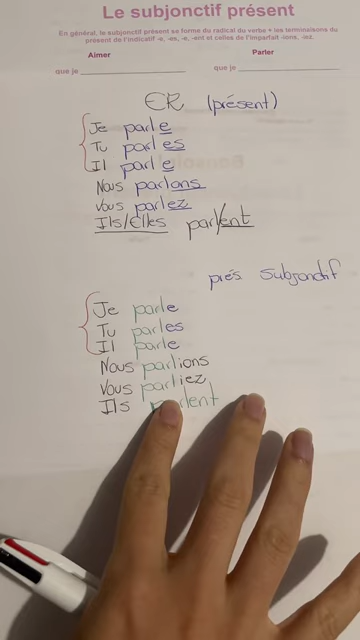 Le subjonctif présent
En général, le subjonctif présent se forme du radical du verbe + les terminaisons du
présent de l'indicatif -e, -es, -e, -ent et celles de l'imparfait -ions, -iez.
Aimer
Parler
que je
que je
ER (présent)
Je parle
Tu parles
Il parle
Nous parlons
Vous parlez
Ils/Elles parlent
prés subjonctif
Je parle
Tu parles
Il parle
Nous parlions
Vous parliez
Ils parlent